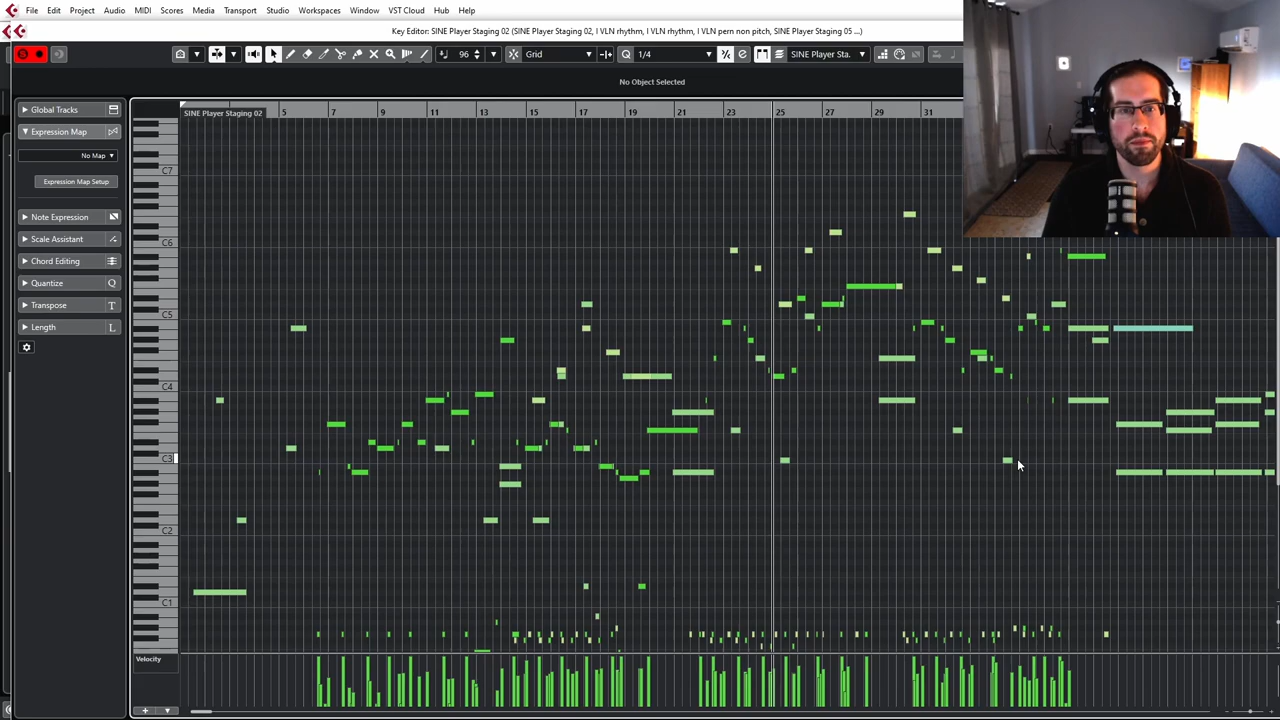 File Edit Project Audio MIDI Scores Media Transport Studio Workspaces Window VST Cloud Hub Help
Key Editor: SINE Player Staging 02 (SINE Player Staging 02, I VLN rhythm, I VLN rhythm, I VLN pern non pitch, SINE Player Staging 05 ...)
96 Grid Q 1/4 SINE Player Sta.
No Object Selected
Global Tracks
Expression Map
No Map
Expression Map Setup
Note Expression
Scale Assistant
Chord Editing
Quantize Q
Transpose T
Length L
SINE Player Staging 02
5 7 9 11 13 15 17 19 21 23 25 27 29 31
C7
C6
C5
C4
C3
C2
C1
Velocity